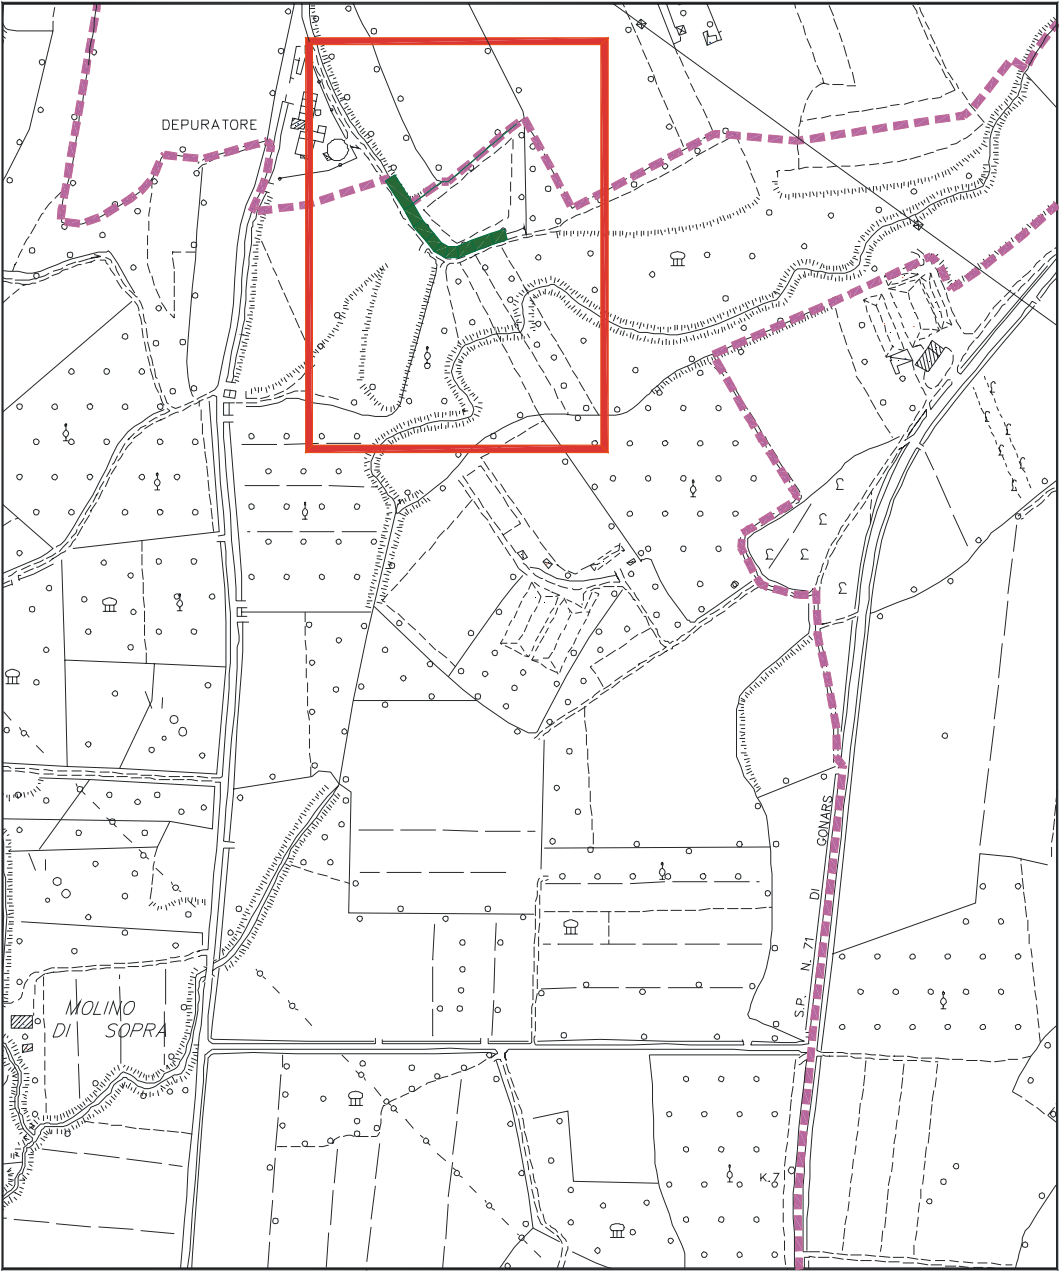 DEPURATORE
S.P. N. 71 DI GONARS
MOLINO
DI SOPRA
K.7